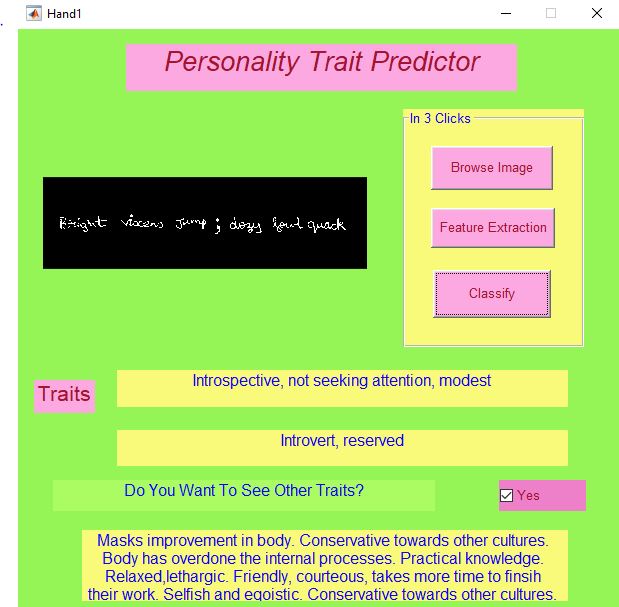 Hand1
Personality Trait Predictor
In 3 Clicks
Browse Image
Feature Extraction
Classify
Bright vixens jump ; dozy fowl quack
Traits
Introspective, not seeking attention, modest
Introvert, reserved
Do You Want To See Other Traits?
Yes
Masks improvement in body. Conservative towards other cultures.
Body has overdone the internal processes. Practical knowledge.
Relaxed,lethargic. Friendly, courteous, takes more time to finsih
their work. Selfish and egoistic. Conservative towards other cultures.